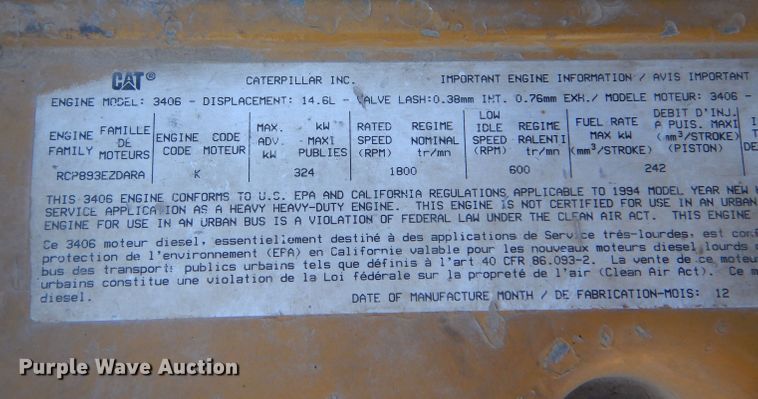 CAT® CATERPILLAR INC. IMPORTANT ENGINE INFORMATION / AVIS IMPORTANT
ENGINE MODEL: 3406 - DISPLACEMENT: 14.6L - VALVE LASH:0.38mm INT. 0.76mm EXH./ MODELE MOTEUR: 3406 -
ENGINE FAMILY FAMILLE DE MOTEURS
ENGINE CODE CODE MOTEUR
MAX. ADV. kW kW MAXI PUBLIES
RATED SPEED (RPM) REGIME NOMINAL tr/mn
LOW IDLE SPEED (RPM) REGIME RALENTI tr/mn
FUEL RATE MAX kW (mm³/STROKE) DEBIT D'INJ. A PUIS. MAXI (mm³/STROKE) (PISTON)
RCP893EZDARA K 324 1800 600 242
THIS 3406 ENGINE CONFORMS TO U.S. EPA AND CALIFORNIA REGULATIONS APPLICABLE TO 1994 MODEL YEAR NEW
SERVICE APPLICATION AS A HEAVY HEAVY-DUTY ENGINE. THIS ENGINE IS NOT CERTIFIED FOR USE IN AN URBAN
ENGINE FOR USE IN AN URBAN BUS IS A VIOLATION OF FEDERAL LAW UNDER THE CLEAN AIR ACT. THIS ENGINE
Ce 3406 moteur diesel, essentiellement destiné à des applications de Service trés-lourdes, est
protection de l'environnement (EFA) en Californie valable pour les nouveaux moteurs diesel lourds
bus des transports publics urbains tels que définis à l'art 40 CFR 86.093-2. La vente de ce
urbains constitue une violation de la Loi fédérale sur la propreté de l'air (Clean Air Act). Ce
diesel. DATE OF MANUFACTURE MONTH / DE FABRICATION-MOIS: 12
Purple Wave Auction